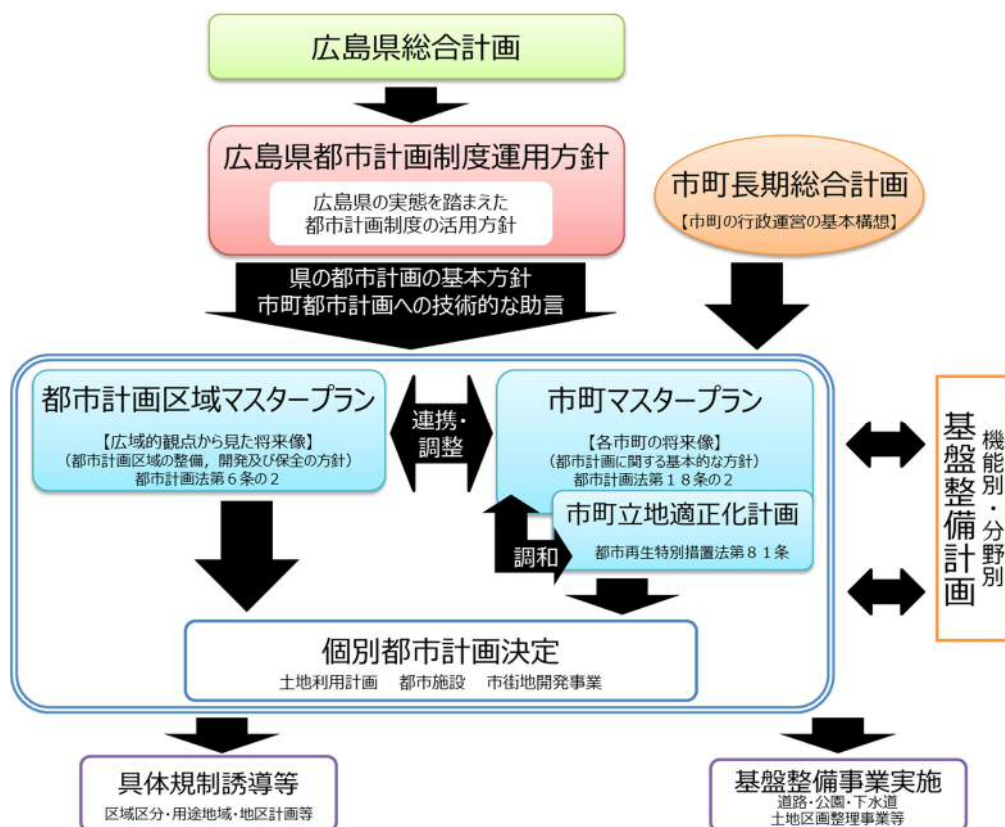 広島県総合計画
広島県都市計画制度運用方針
広島県の実態を踏まえた
都市計画制度の活用方針
市町長期総合計画
【市町の行政運営の基本構想】
県の都市計画の基本方針
市町都市計画への技術的な助言
都市計画区域マスタープラン
【広域的観点から見た将来像】
（都市計画区域の整備，開発及び保全の方針）
都市計画法第６条の２
連携・
調整
市町マスタープラン
【各市町の将来像】
（都市計画に関する基本的な方針）
都市計画法第１８条の２
市町立地適正化計画
都市再生特別措置法第８１条
調和
機能別・分野別
基盤整備計画
個別都市計画決定
土地利用計画　都市施設　市街地開発事業
具体規制誘導等
区域区分・用途地域・地区計画等
基盤整備事業実施
道路・公園・下水道
土地区画整理事業等